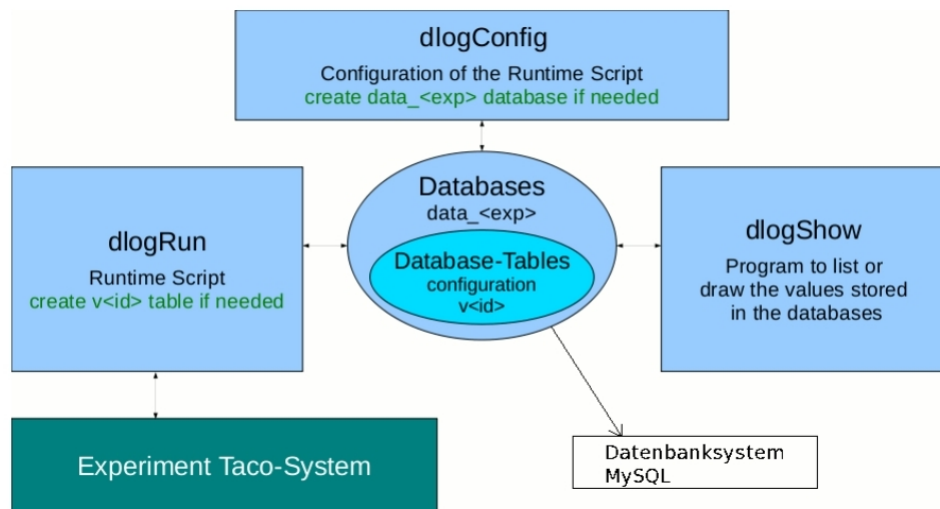 dlogConfig
Configuration of the Runtime Script
create data_<exp> database if needed
Databases
data_<exp>
Database-Tables
configuration
v<id>
dlogRun
Runtime Script
create v<id> table if needed
dlogShow
Program to list or
draw the values stored
in the databases
Experiment Taco-System
Datenbanksystem
MySQL